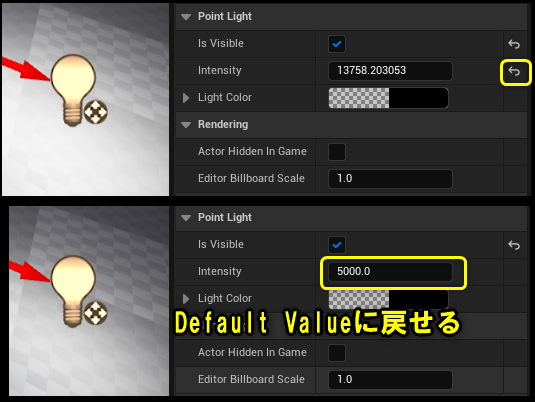 Point Light
Is Visible
Intensity 13758.203053
Light Color
Rendering
Actor Hidden In Game
Editor Billboard Scale 1.0
Point Light
Is Visible
Intensity 5000.0
Light Color
Default Valueに戻せる
Actor Hidden In Game
Editor Billboard Scale 1.0